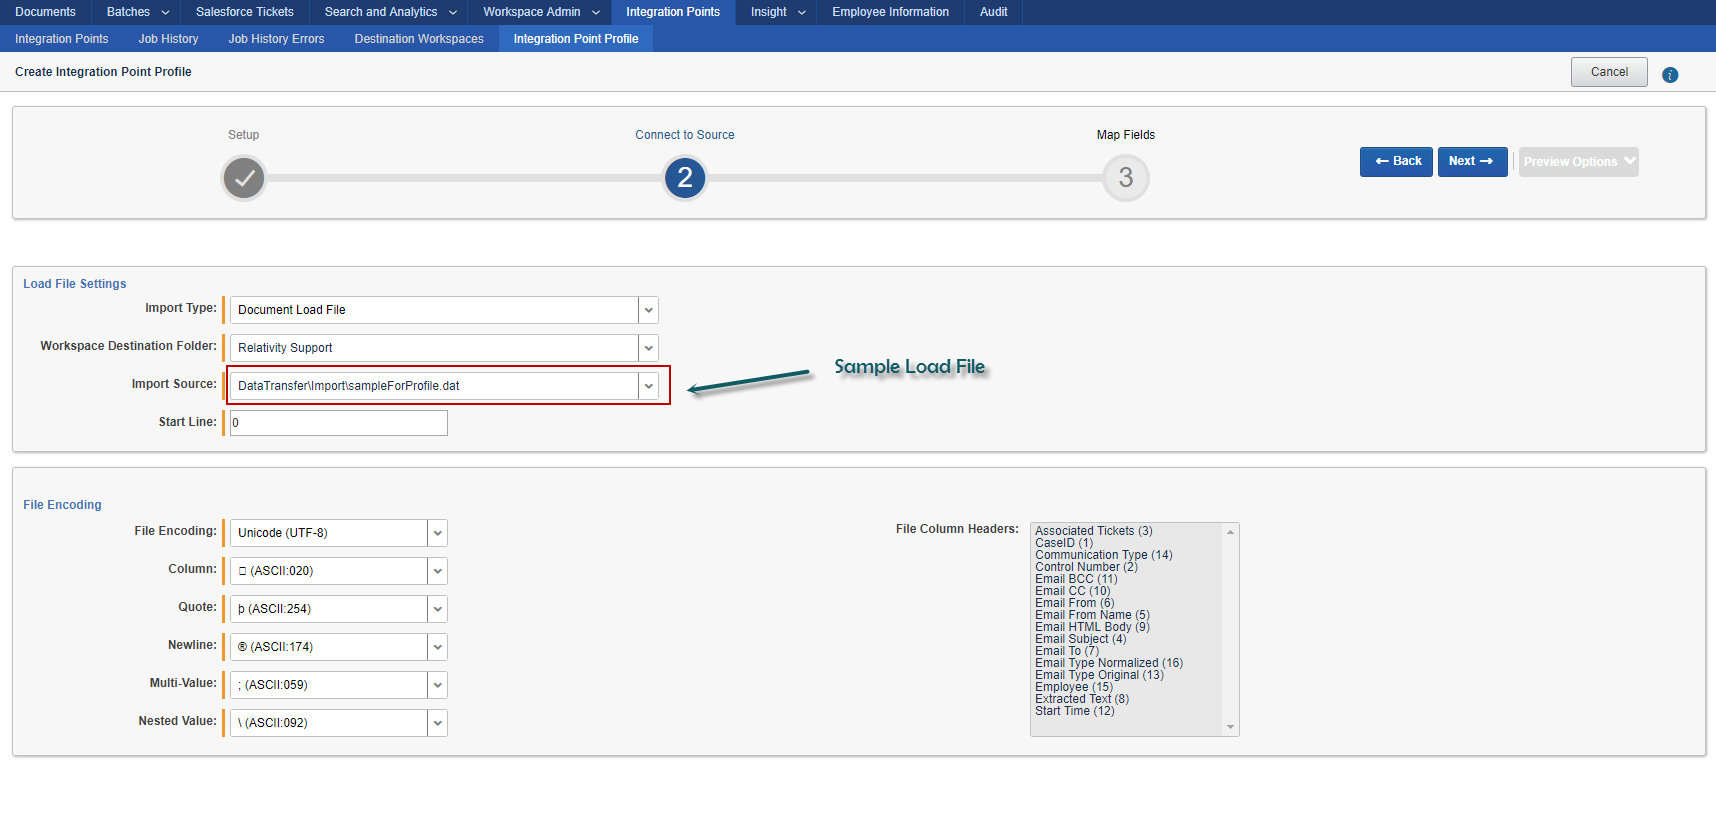 Documents Batches Salesforce Tickets Search and Analytics Workspace Admin Integration Points Insight Employee Information Audit
Integration Points Job History Job History Errors Destination Workspaces Integration Point Profile
Create Integration Point Profile Cancel i
Setup Connect to Source Map Fields
2 3 ← Back Next → Preview Options
Load File Settings
Import Type: Document Load File
Workspace Destination Folder: Relativity Support
Import Source: DataTransfer\Import\sampleForProfile.dat
Sample Load File
Start Line: 0
File Encoding
File Encoding: Unicode (UTF-8)
Column: □ (ASCII:020)
Quote: þ (ASCII:254)
Newline: ® (ASCII:174)
Multi-Value: ; (ASCII:059)
Nested Value: \ (ASCII:092)
File Column Headers:
Associated Tickets (3)
CaseID (1)
Communication Type (14)
Control Number (2)
Email BCC (11)
Email CC (10)
Email From (6)
Email From Name (5)
Email HTML Body (9)
Email Subject (4)
Email To (7)
Email Type Normalized (16)
Email Type Original (13)
Employee (15)
Extracted Text (8)
Start Time (12)